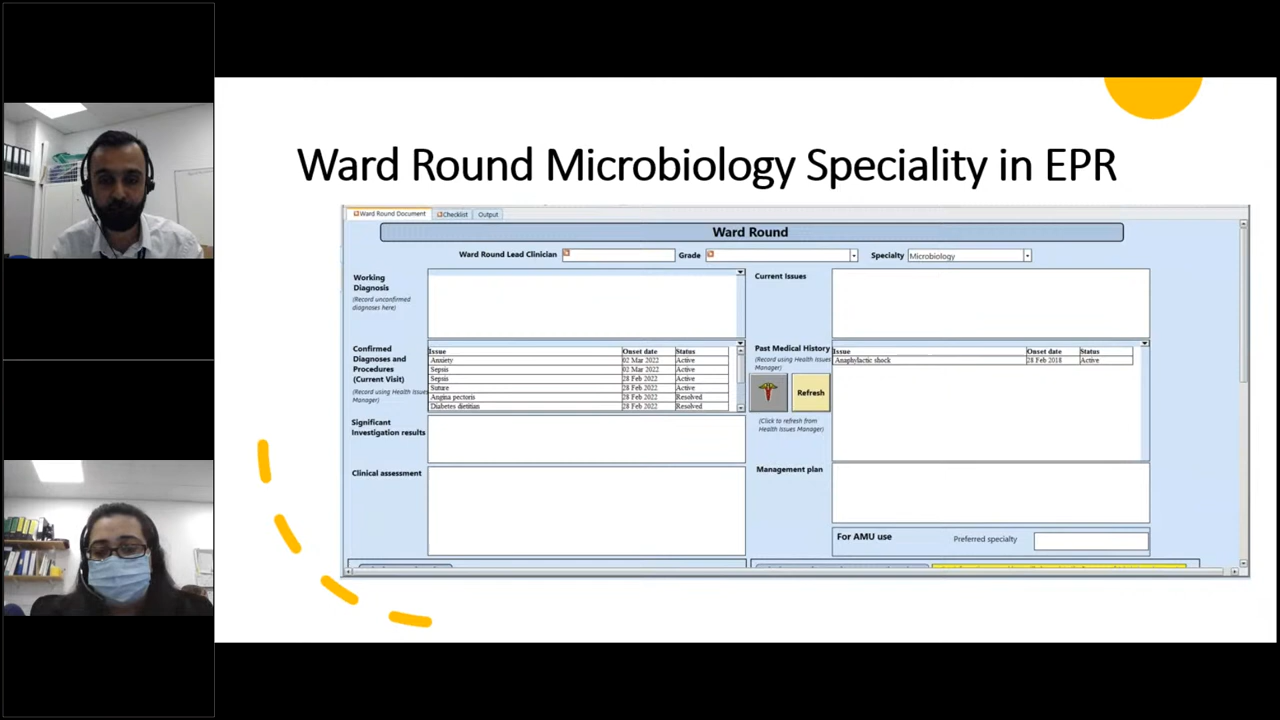 Ward Round Microbiology Speciality in EPR
Ward Round Document Checklist Output
Ward Round
Ward Round Lead Clinician Grade Specialty Microbiology
Working
Diagnosis
(Record unconfirmed
diagnoses here)
Current Issues
Confirmed
Diagnoses and
Procedures
(Current Visit)
(Record using Health Issues
Manager)
Issue Onset date Status
Anxiety 02 Mar 2022 Active
Sepsis 02 Mar 2022 Active
Sepsis 28 Feb 2022 Active
Suture 28 Feb 2022 Active
Angina pectoris 28 Feb 2022 Resolved
Diabetes dietitian 28 Feb 2022 Resolved
Past Medical History
(Record using Health Issues
Manager)
Refresh
(Click to refresh from
Health Issues Manager)
Issue Onset date Status
Anaphylactic shock 28 Feb 2018 Active
Significant
Investigation results
Clinical assessment
Management plan
For AMU use Preferred specialty